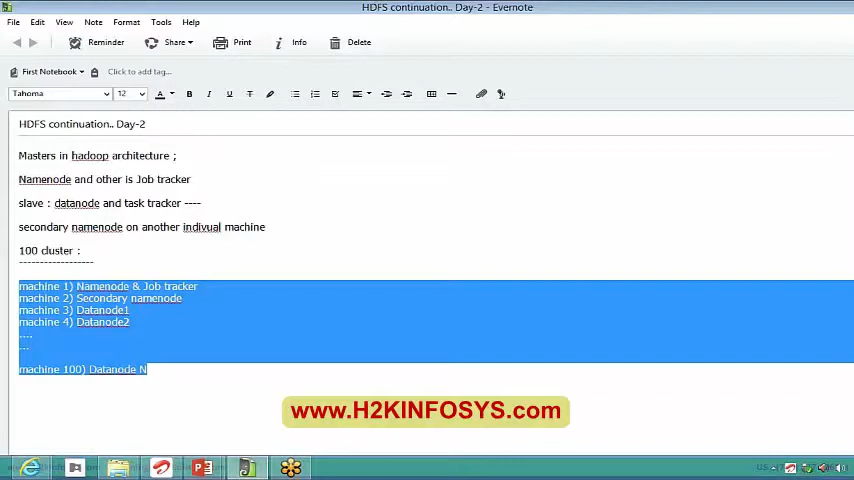 HDFS continuation.. Day-2 - Evernote
File Edit View Note Format Tools Help
Reminder Share Print Info Delete
First Notebook Click to add tag...
Tahoma 12
HDFS continuation.. Day-2
Masters in hadoop architecture ;
Namenode and other is Job tracker
slave : datanode and task tracker ----
secondary namenode on another indivual machine
100 cluster :
------------------
machine 1) Namenode & Job tracker
machine 2) Secondary namenode
machine 3) Datanode1
machine 4) Datanode2
....
...
machine 100) Datanode N
www.H2KINFOSYS.com